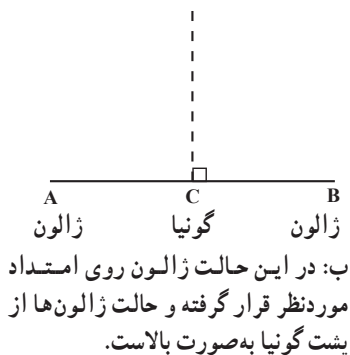 A C B
ژالون گونیا ژالون
ب: در این حالت ژالون روی امتداد
موردنظر قرار گرفته و حالت ژالون‌ها از
پشت گونیا به‌صورت بالاست.